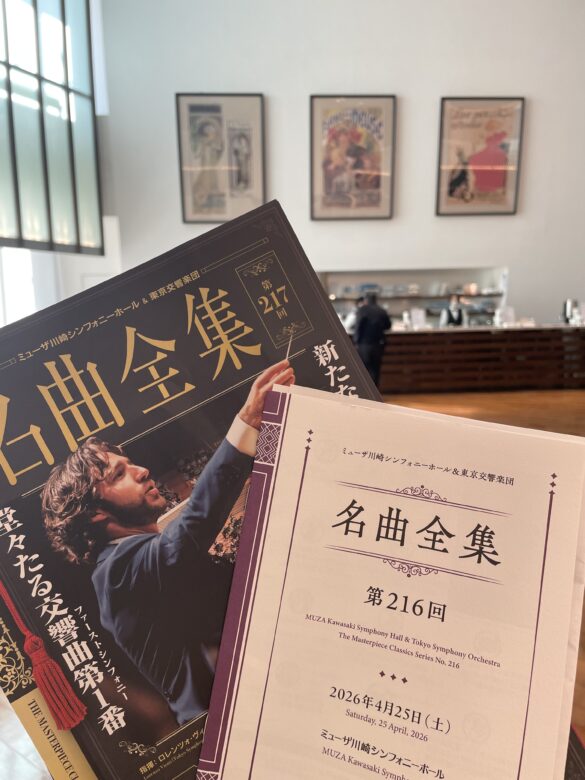 ミューザ川崎シンフォニーホール & 東京交響楽団
名曲全集
第217回
新たな
堂々たる交響曲第1番
ファースト・シンフォニー
指揮：ロレンツォ・ヴィ
THE MASTERPIECE
ミューザ川崎シンフォニーホール&東京交響楽団
名曲全集
第216回
MUZA Kawasaki Symphony Hall & Tokyo Symphony Orchestra
The Masterpiece Classics Series No. 216
2026年4月25日(土)
Saturday, 25 April, 2026
ミューザ川崎シンフォニーホール
MUZA Kawasaki Symph